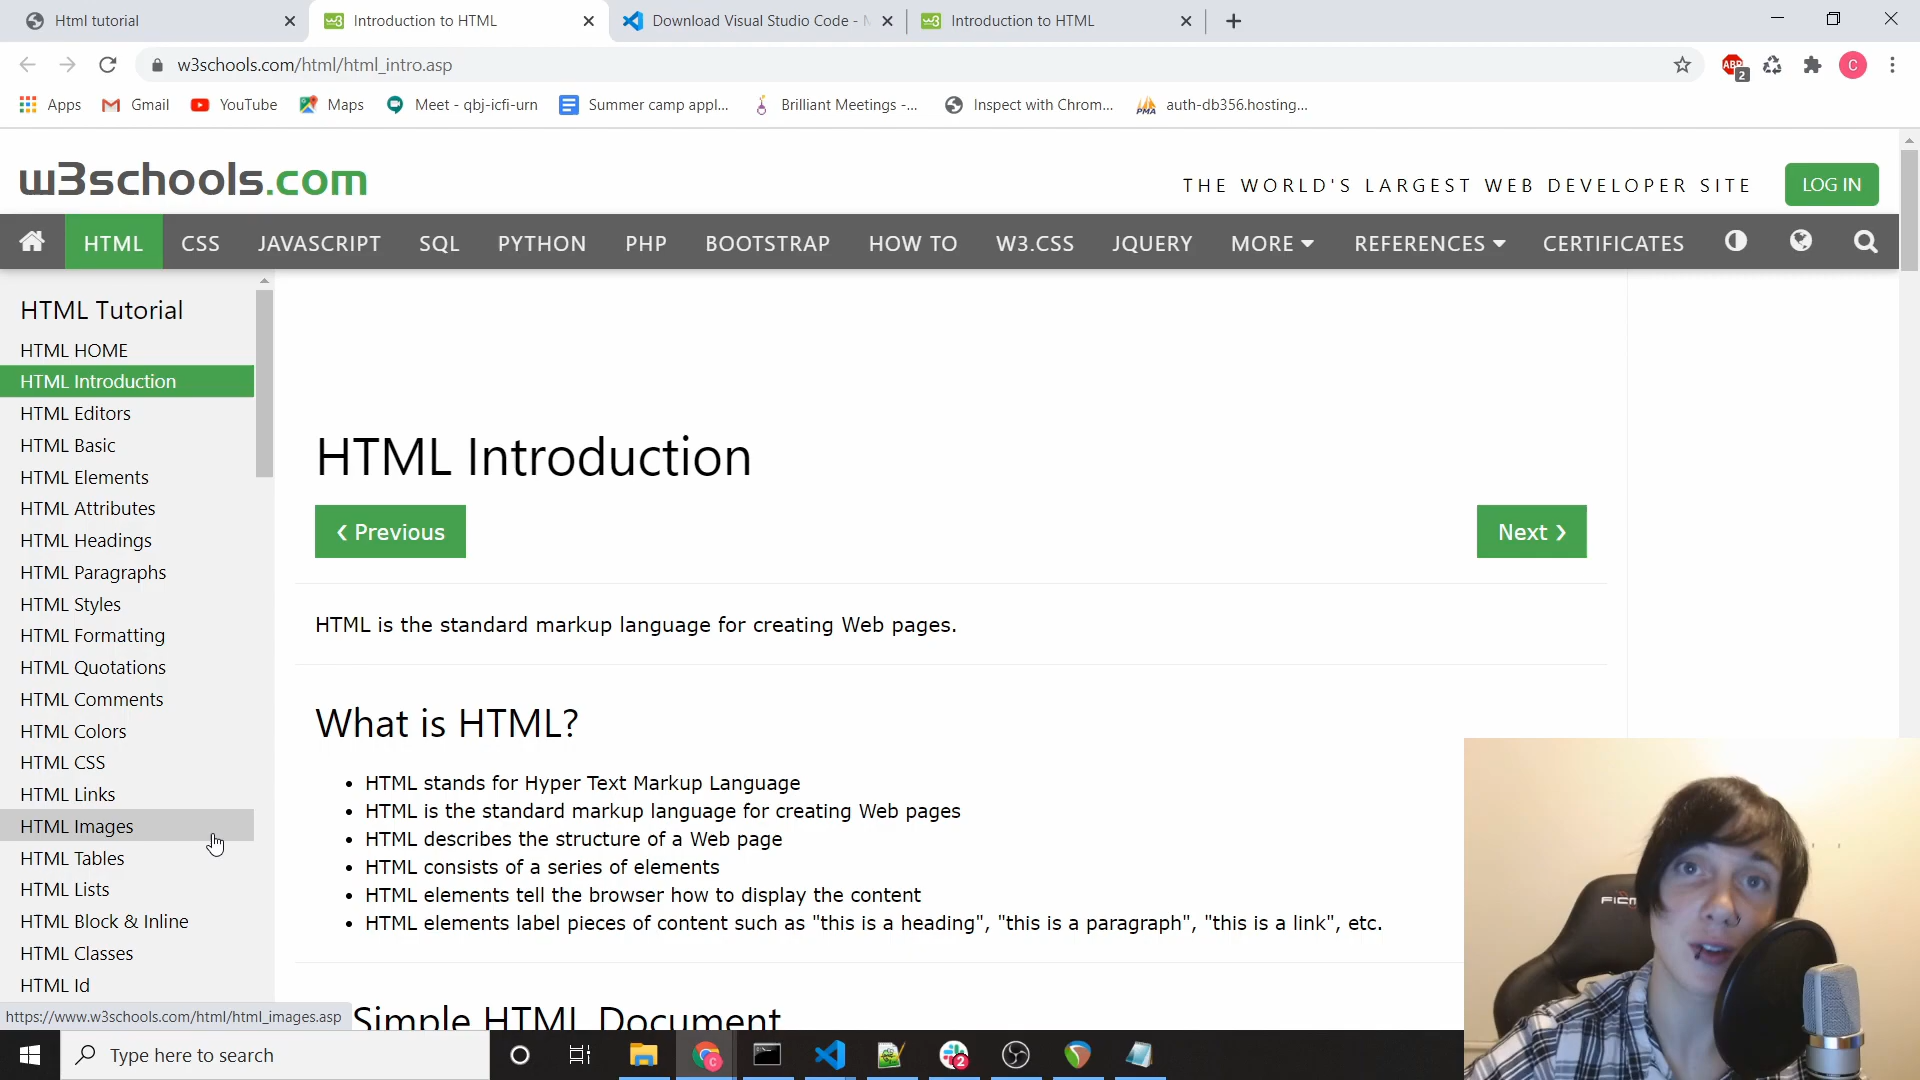 Html tutorial
Introduction to HTML
Download Visual Studio Code - M
Introduction to HTML
w3schools.com/html/html_intro.asp
ABP
2
C
Apps
Gmail
YouTube
Maps
Meet - qbj-icfi-urn
Summer camp appl...
Brilliant Meetings -...
Inspect with Chrom...
PMA
auth-db356.hosting...
w3schools.com
THE WORLD'S LARGEST WEB DEVELOPER SITE
LOG IN
HTML
CSS
JAVASCRIPT
SQL
PYTHON
PHP
BOOTSTRAP
HOW TO
W3.CSS
JQUERY
MORE
REFERENCES
CERTIFICATES
HTML Tutorial
HTML HOME
HTML Introduction
HTML Editors
HTML Basic
HTML Elements
HTML Attributes
HTML Headings
HTML Paragraphs
HTML Styles
HTML Formatting
HTML Quotations
HTML Comments
HTML Colors
HTML CSS
HTML Links
HTML Images
HTML Tables
HTML Lists
HTML Block & Inline
HTML Classes
HTML Id
https://www.w3schools.com/html/html_images.asp
HTML Introduction
❮ Previous
Next ❯
HTML is the standard markup language for creating Web pages.
What is HTML?
• HTML stands for Hyper Text Markup Language
• HTML is the standard markup language for creating Web pages
• HTML describes the structure of a Web page
• HTML consists of a series of elements
• HTML elements tell the browser how to display the content
• HTML elements label pieces of content such as "this is a heading", "this is a paragraph", "this is a link", etc.
Simple HTML Document
Type here to search
C
2